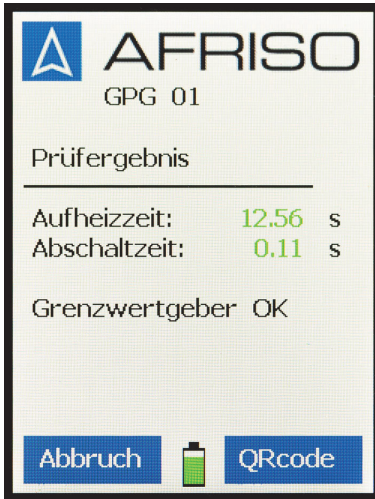 AFRISO
GPG 01
Prüfergebnis
Aufheizzeit: 12.56 s
Abschaltzeit: 0.11 s
Grenzwertgeber OK
Abbruch QRcode